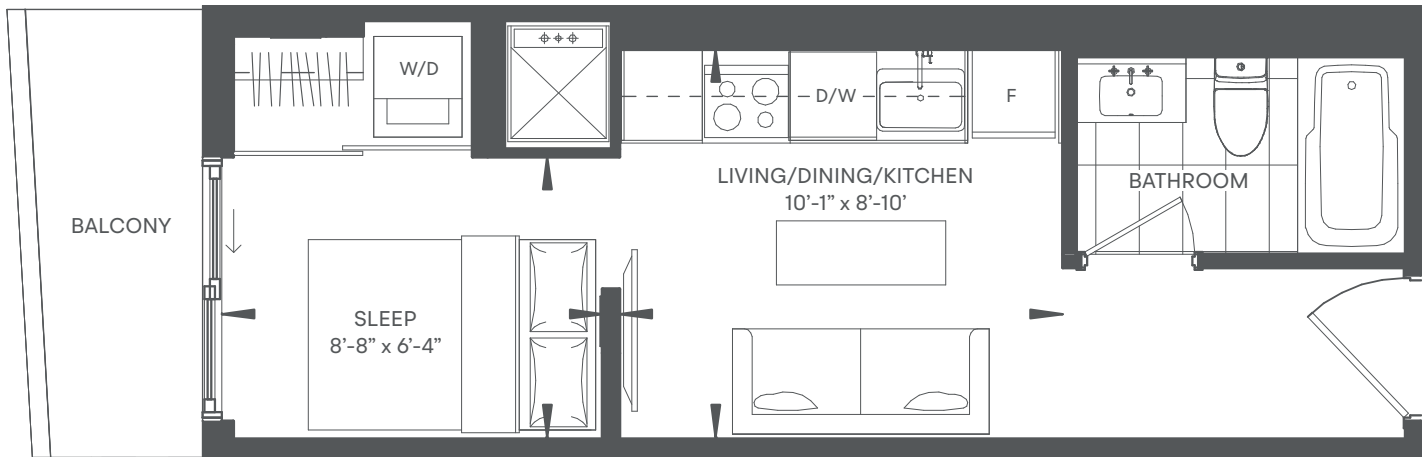 W/D
D/W
F
LIVING/DINING/KITCHEN
10’-1” x 8’-10’
BATHROOM
BALCONY
SLEEP
8’-8” x 6’-4”